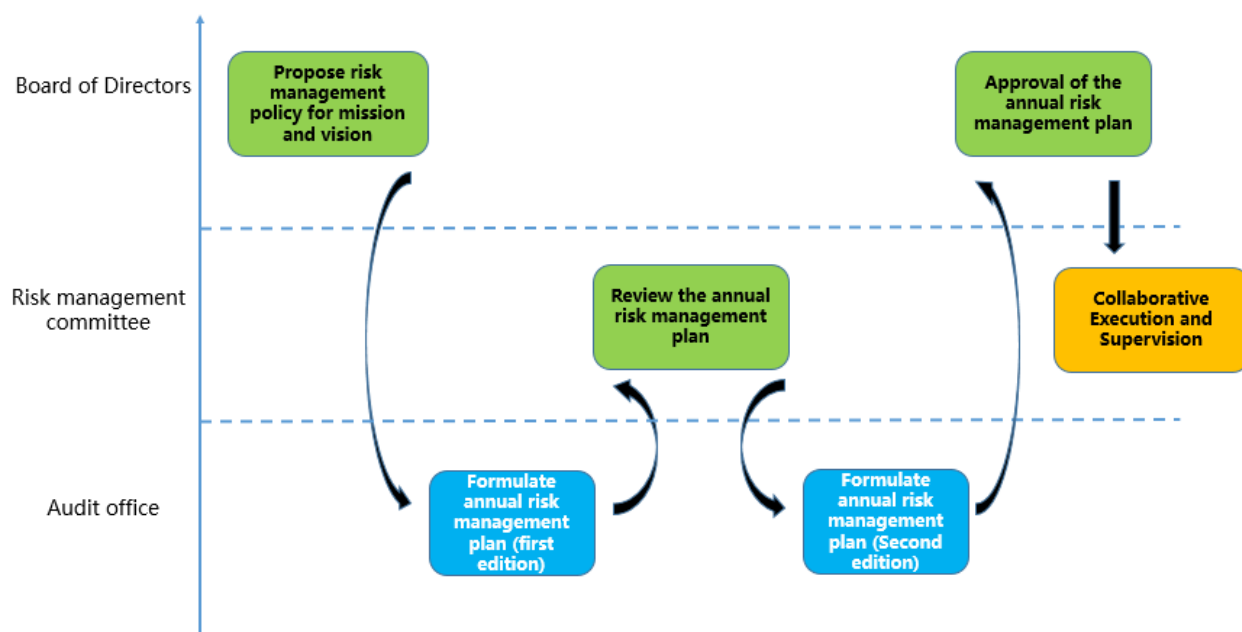 Board of Directors
Propose risk
management
policy for mission
and vision
Approval of the
annual risk
management plan
Risk management
committee
Review the annual
risk management
plan
Collaborative
Execution and
Supervision
Audit office
Formulate
annual risk
management
plan (first
edition)
Formulate
annual risk
management
plan (Second
edition)